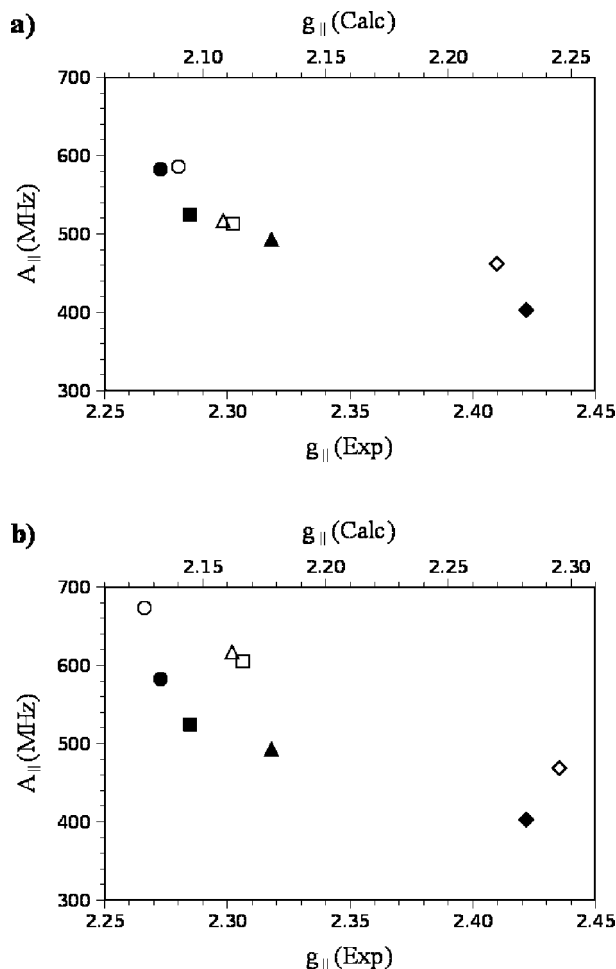 a)
g|| (Calc)
2.10 2.15 2.20 2.25
700
600
500
400
300
A|| (MHz)
2.25 2.30 2.35 2.40 2.45
g|| (Exp)
b)
g|| (Calc)
2.15 2.20 2.25 2.30
700
600
500
400
300
A|| (MHz)
2.25 2.30 2.35 2.40 2.45
g|| (Exp)